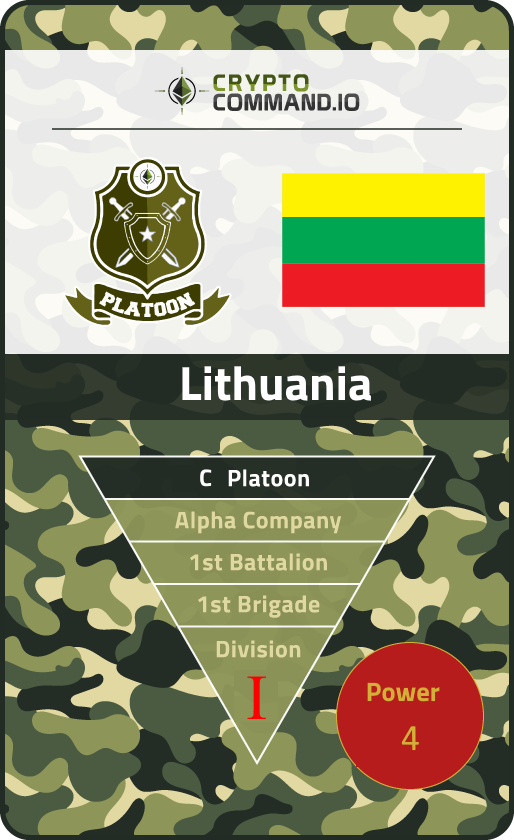 CRYPTO
COMMAND.IO
PLATOON
Lithuania
C Platoon
Alpha Company
1st Battalion
1st Brigade
Division
I
Power
4